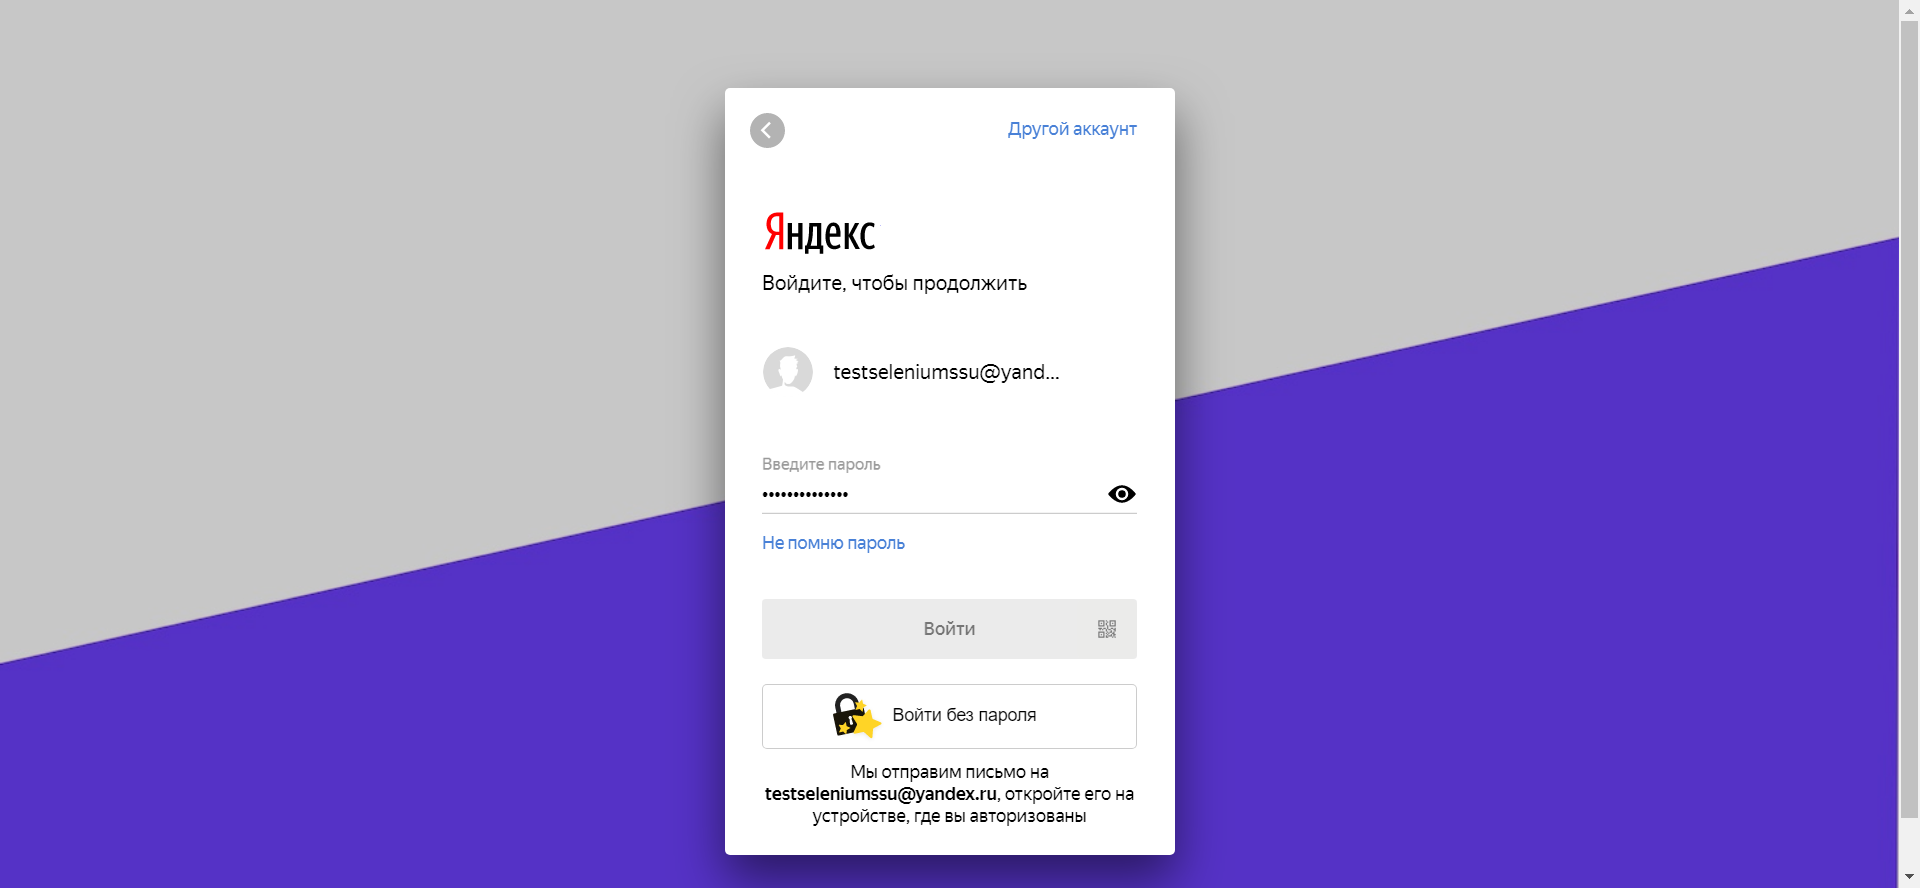 Другой аккаунт
Яндекс
Войдите, чтобы продолжить
testseleniumssu@yand...
Введите пароль
••••••••••••••
Не помню пароль
Войти
Войти без пароля
Мы отправим письмо на
testseleniumssu@yandex.ru, откройте его на
устройстве, где вы авторизованы